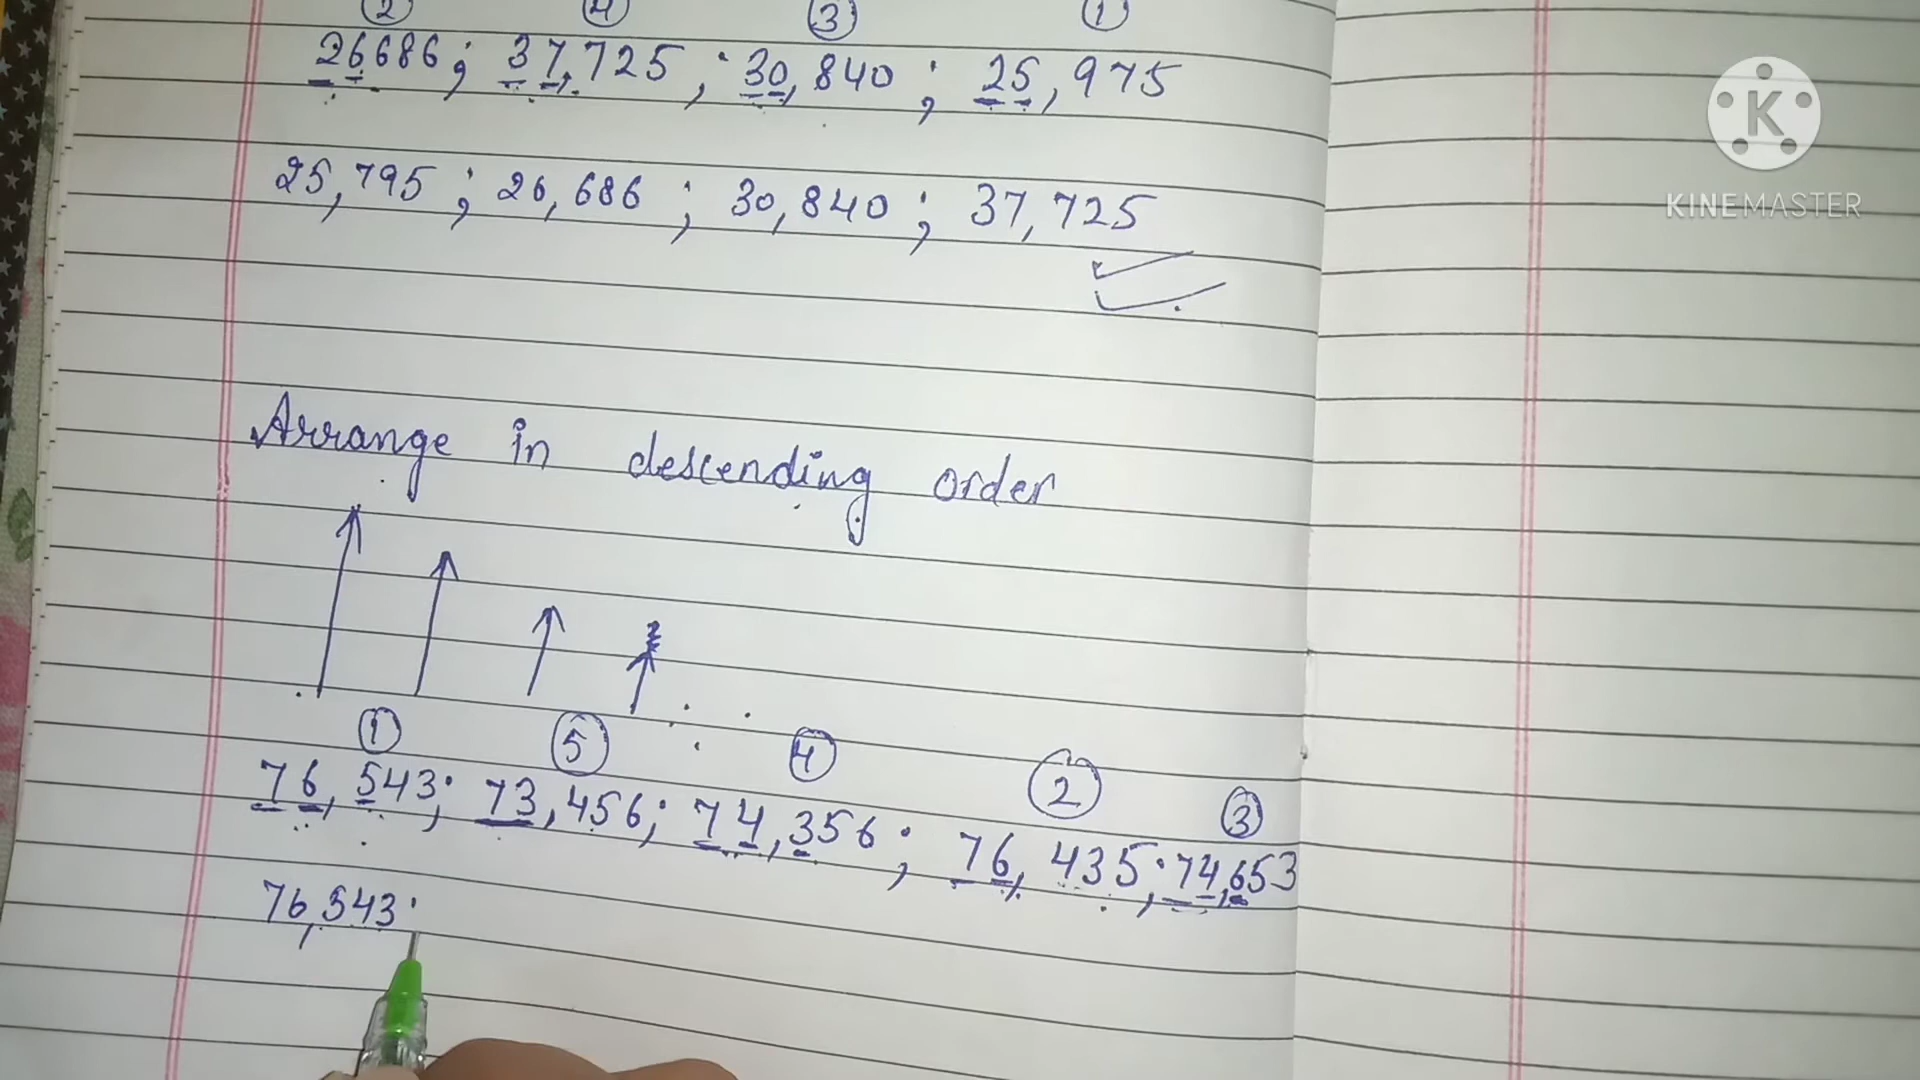 ② ④ ③ ①
26686; 37,725; 30,840; 25,975
25,795; 26,686; 30,840; 37,725
Arrange in descending order
① ⑤ ④ ② ③
76,543; 73,456; 74,356; 76,435; 74,653
76,543
K
KINEMASTER